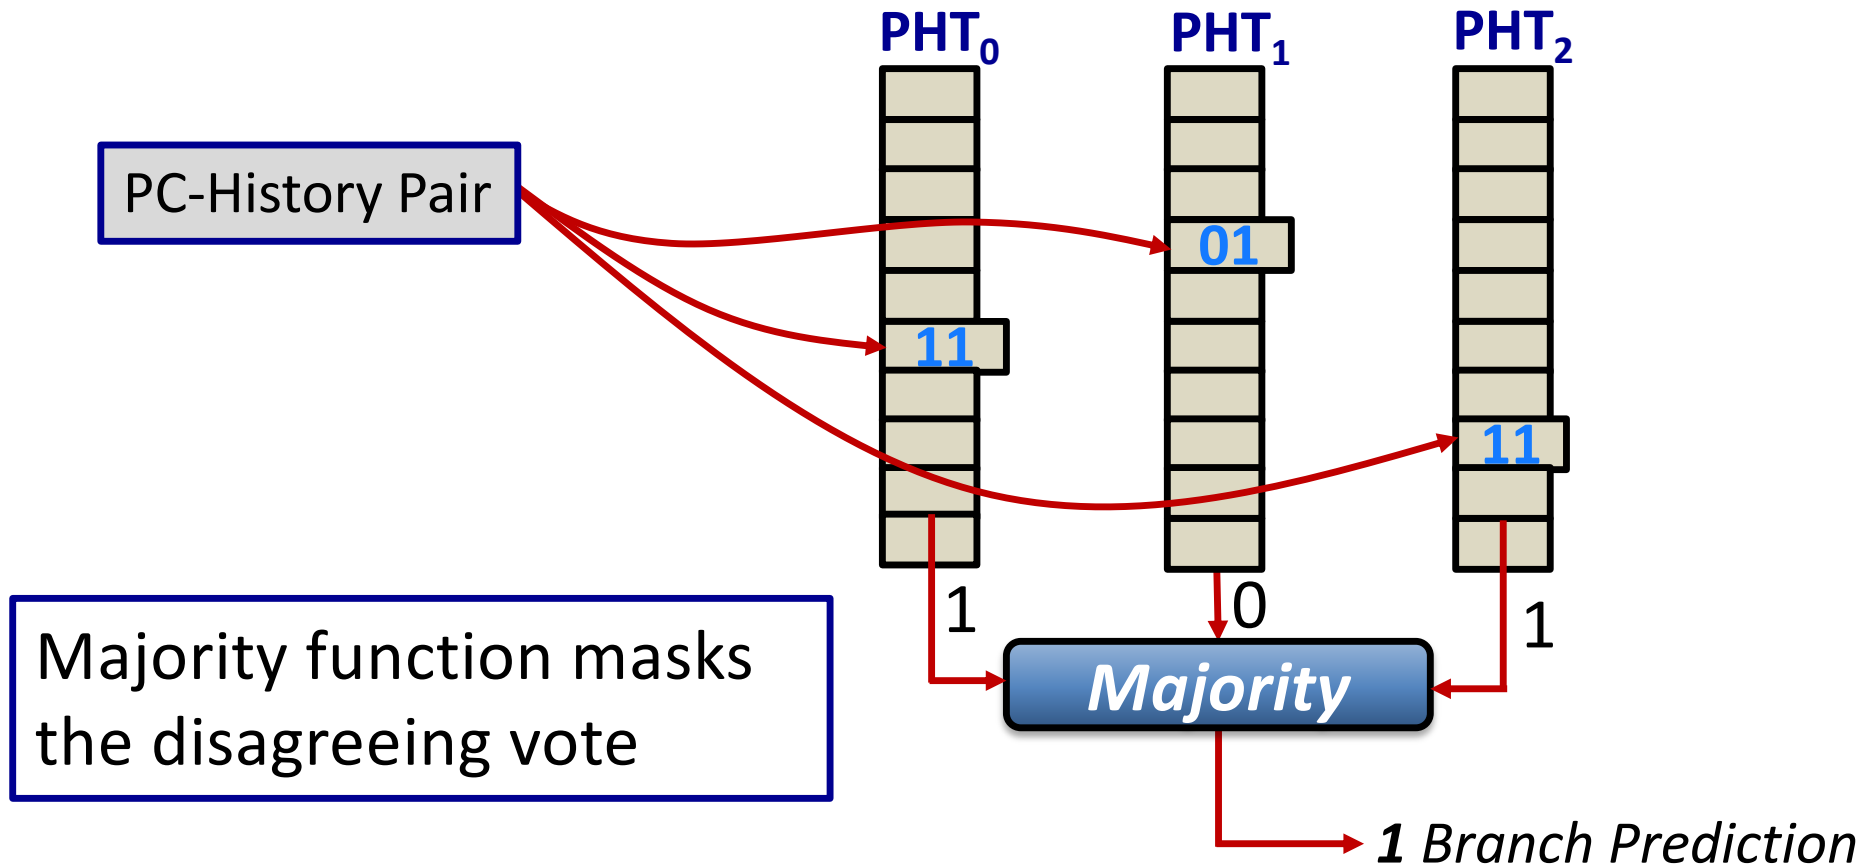 PHT0 PHT1 PHT2
PC-History Pair
01
11
11
1 0 1
Majority function masks
the disagreeing vote
Majority
1 Branch Prediction